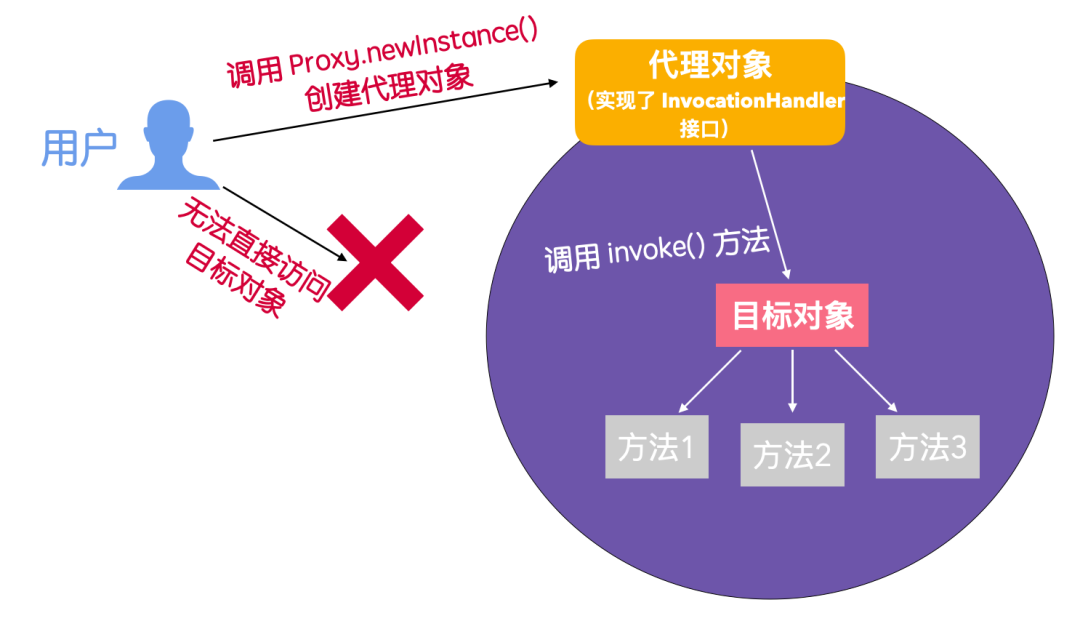 调用 Proxy.newInstance()
创建代理对象
代理对象
（实现了 InvocationHandler
接口）
用户
无法直接访问
目标对象
调用 invoke() 方法
目标对象
方法1
方法2
方法3